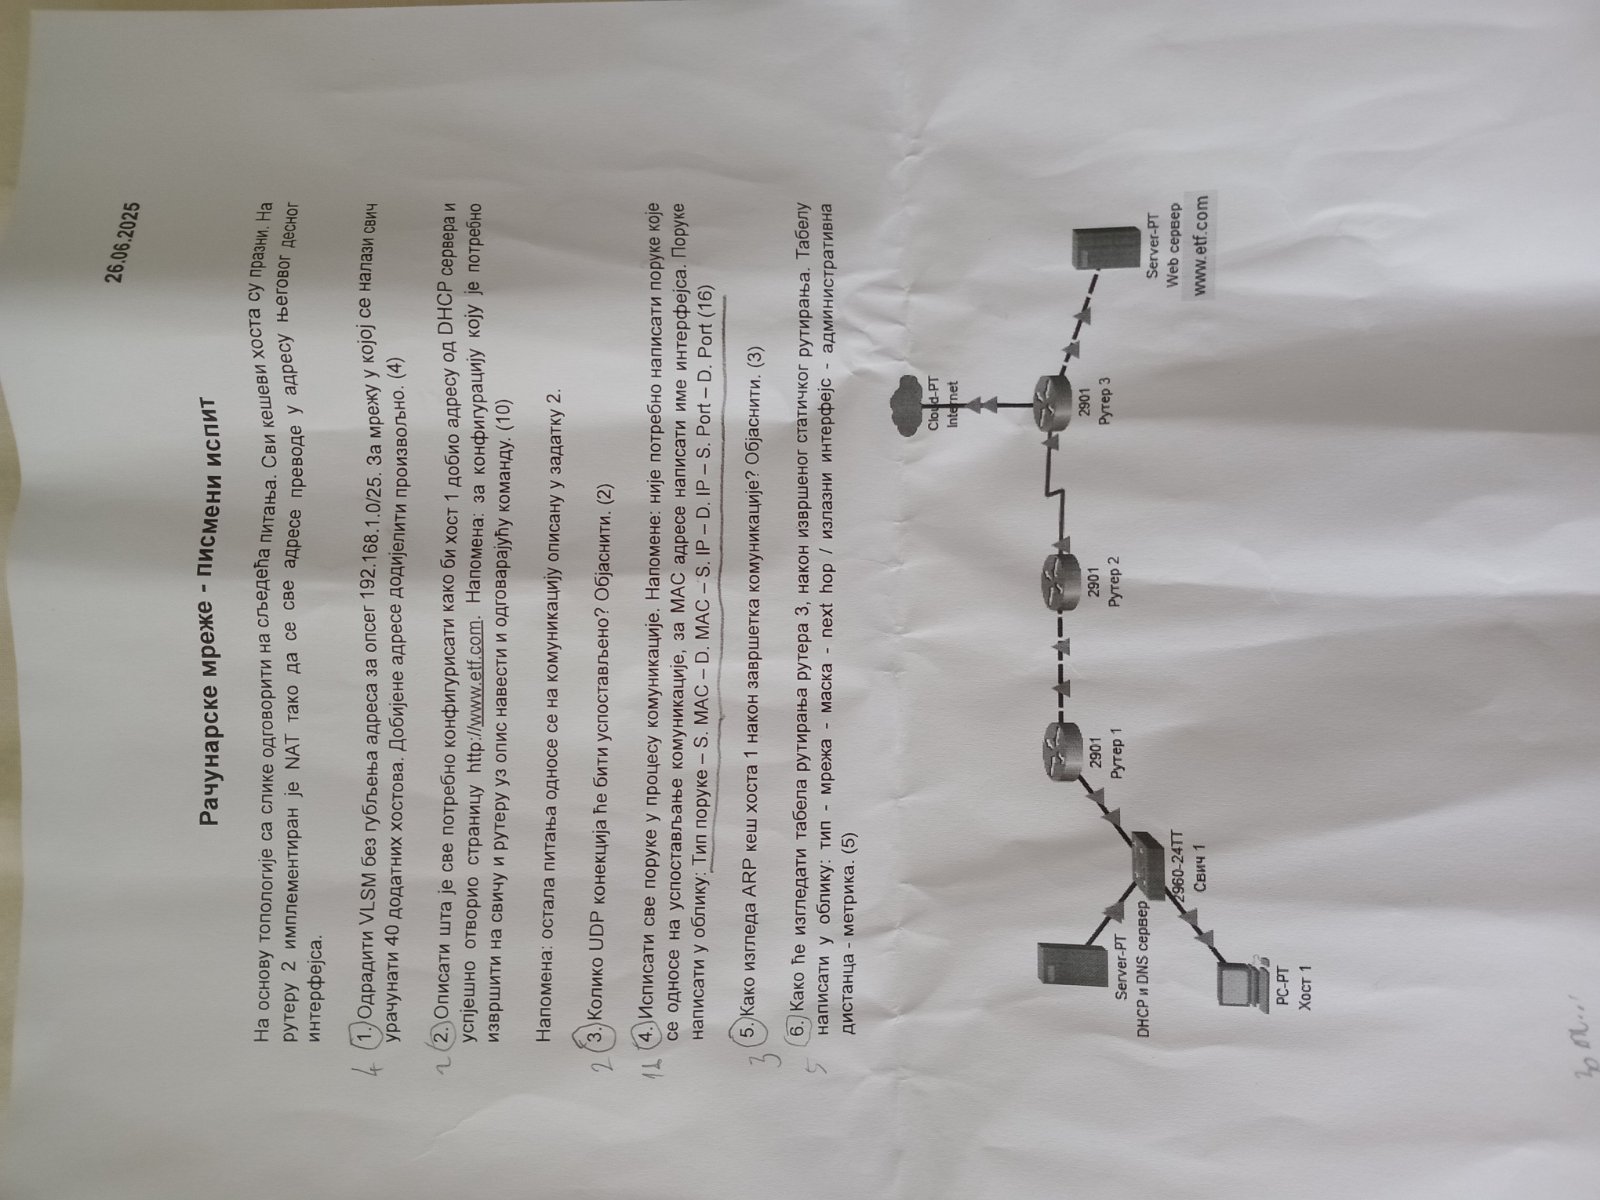 26.06.2025
Рачунарске мреже - писмени испит
На основу топологије са слике одговорити на сљедећа питања. Сви кешеви хоста су празни. На
рутеру 2 имплементиран је NAT тако да се све адресе преводе у адресу његовог десног
интерфејса.
4 1. Одрадити VLSM без губљења адреса за опсег 192.168.1.0/25. За мрежу у којој се налази свич
урачунати 40 додатних хостова. Добијене адресе додијелити произвољно. (4)
2. Описати шта је све потребно конфигурисати како би хост 1 добио адресу од DHCP сервера и
успјешно отворио страницу http://www.etf.com. Напомена: за конфигурацију коју је потребно
извршити на свичу и рутеру уз опис навести и одговарајућу команду. (10)
Напомена: остала питања односе се на комуникацију описану у задатку 2.
2 3. Колико UDP конекција ће бити успостављено? Објаснити. (2)
4. Исписати све поруке у процесу комуникације. Напомене: није потребно написати поруке које
се односе на успостављање комуникације, за MAC адресе написати име интерфејса. Поруке
написати у облику: Тип поруке – S. MAC – D. MAC – S. IP – D. IP – S. Port – D. Port (16)
3 5. Како изгледа ARP кеш хоста 1 након завршетка комуникације? Објаснити. (3)
5 6. Како ће изгледати табела рутирања рутера 3, након извршеног статичког рутирања. Табелу
написати у облику: тип - мрежа - маска - next hop / излазни интерфејс - административна
дистанца - метрика. (5)
Cloud-PT
Internet
Server-PT
DHCP и DNS сервер
PC-PT
Хост 1
2960-24TT
Свич 1
2901
Рутер 1
2901
Рутер 2
2901
Рутер 3
Server-PT
Web сервер
www.etf.com